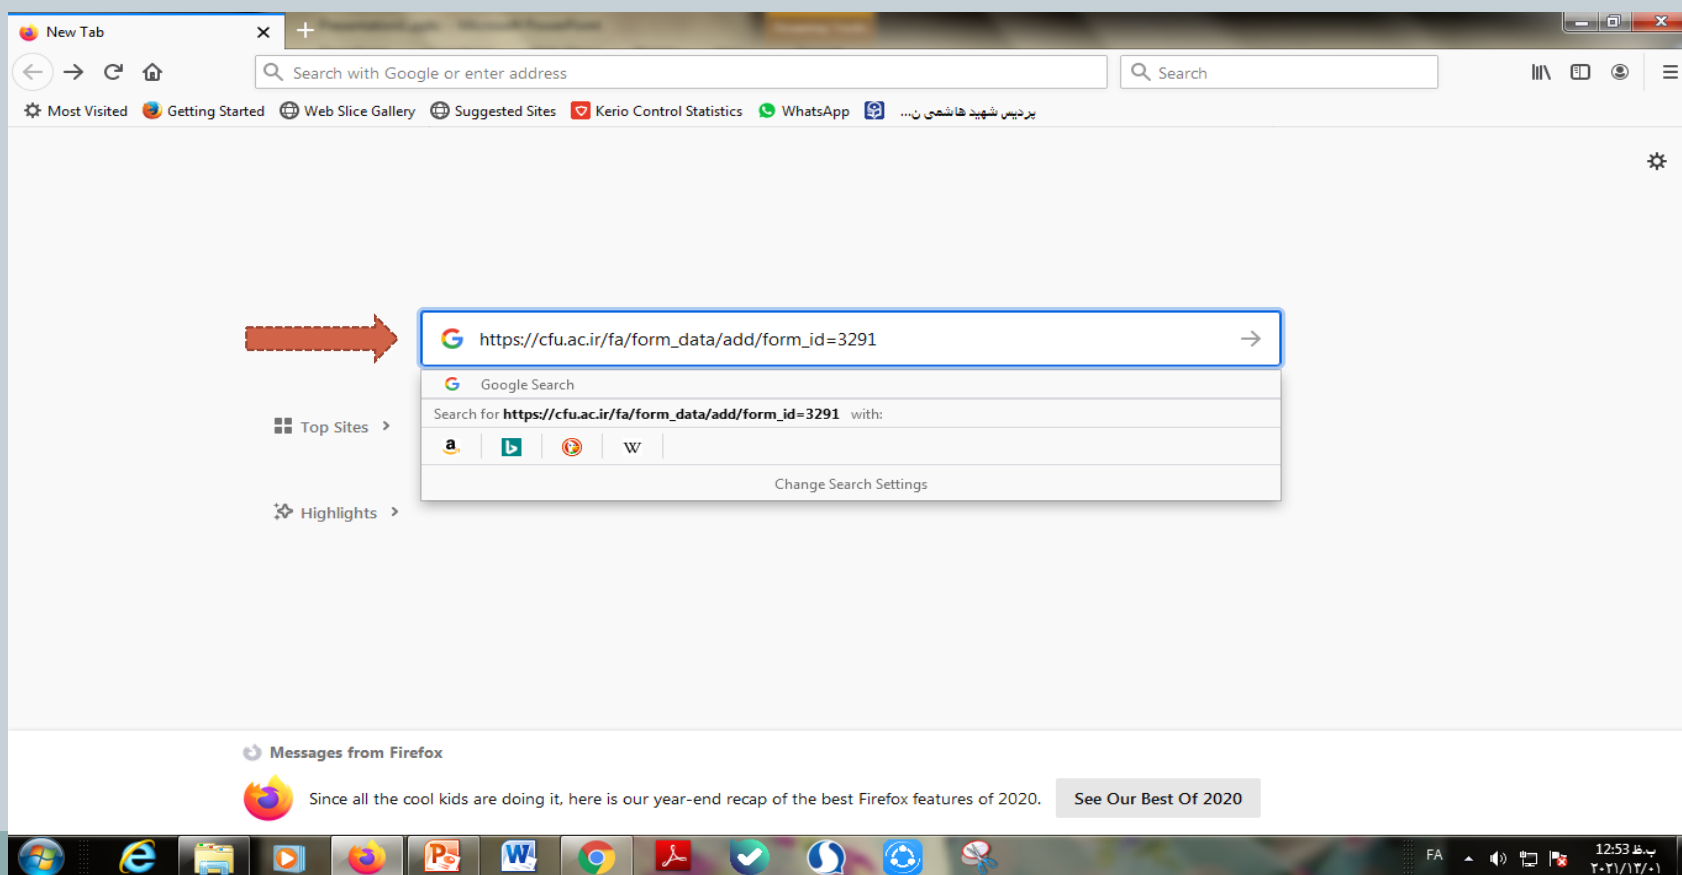 New Tab
Search with Google or enter address
Search
Most Visited Getting Started Web Slice Gallery Suggested Sites Kerio Control Statistics WhatsApp پردیس شهید هاشمی ن...
https://cfu.ac.ir/fa/form_data/add/form_id=3291
Google Search
Search for https://cfu.ac.ir/fa/form_data/add/form_id=3291 with:
Top Sites
Change Search Settings
Highlights
Messages from Firefox
Since all the cool kids are doing it, here is our year-end recap of the best Firefox features of 2020. See Our Best Of 2020
FA
12:53 ب.ظ
۲۰۲۱/۱۳/۰۱